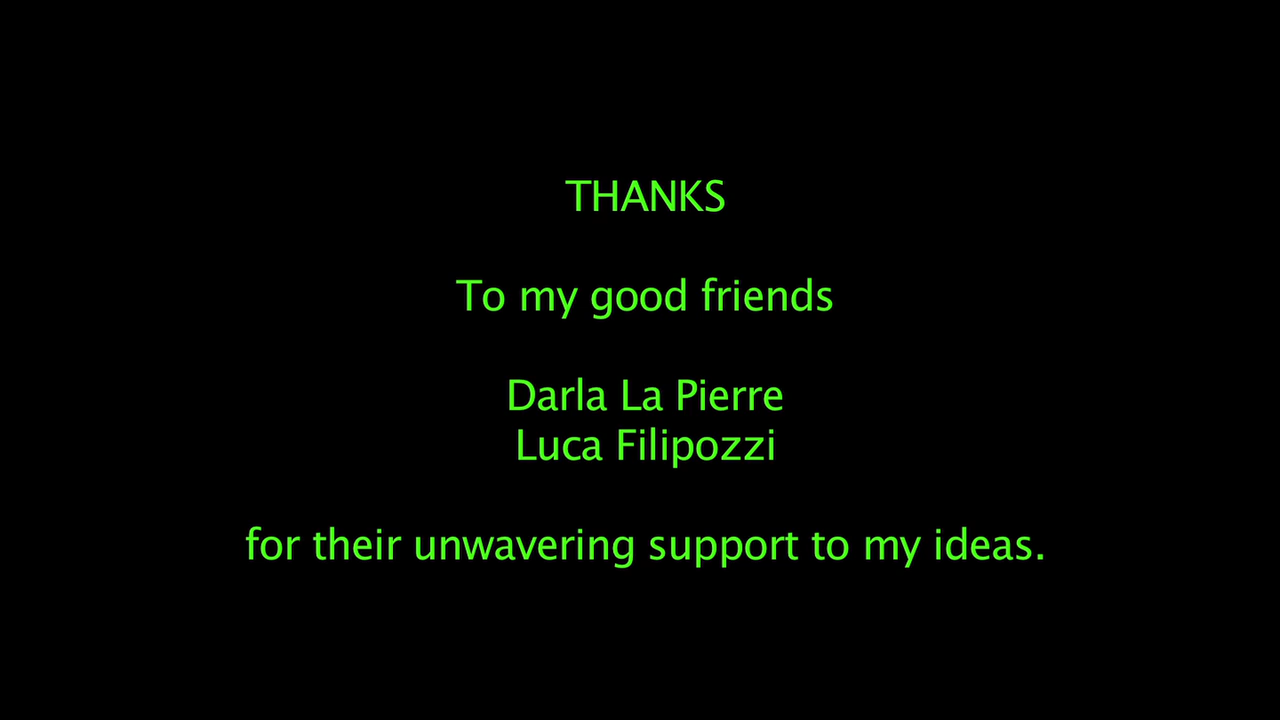 THANKS
To my good friends
Darla La Pierre
Luca Filipozzi
for their unwavering support to my ideas.